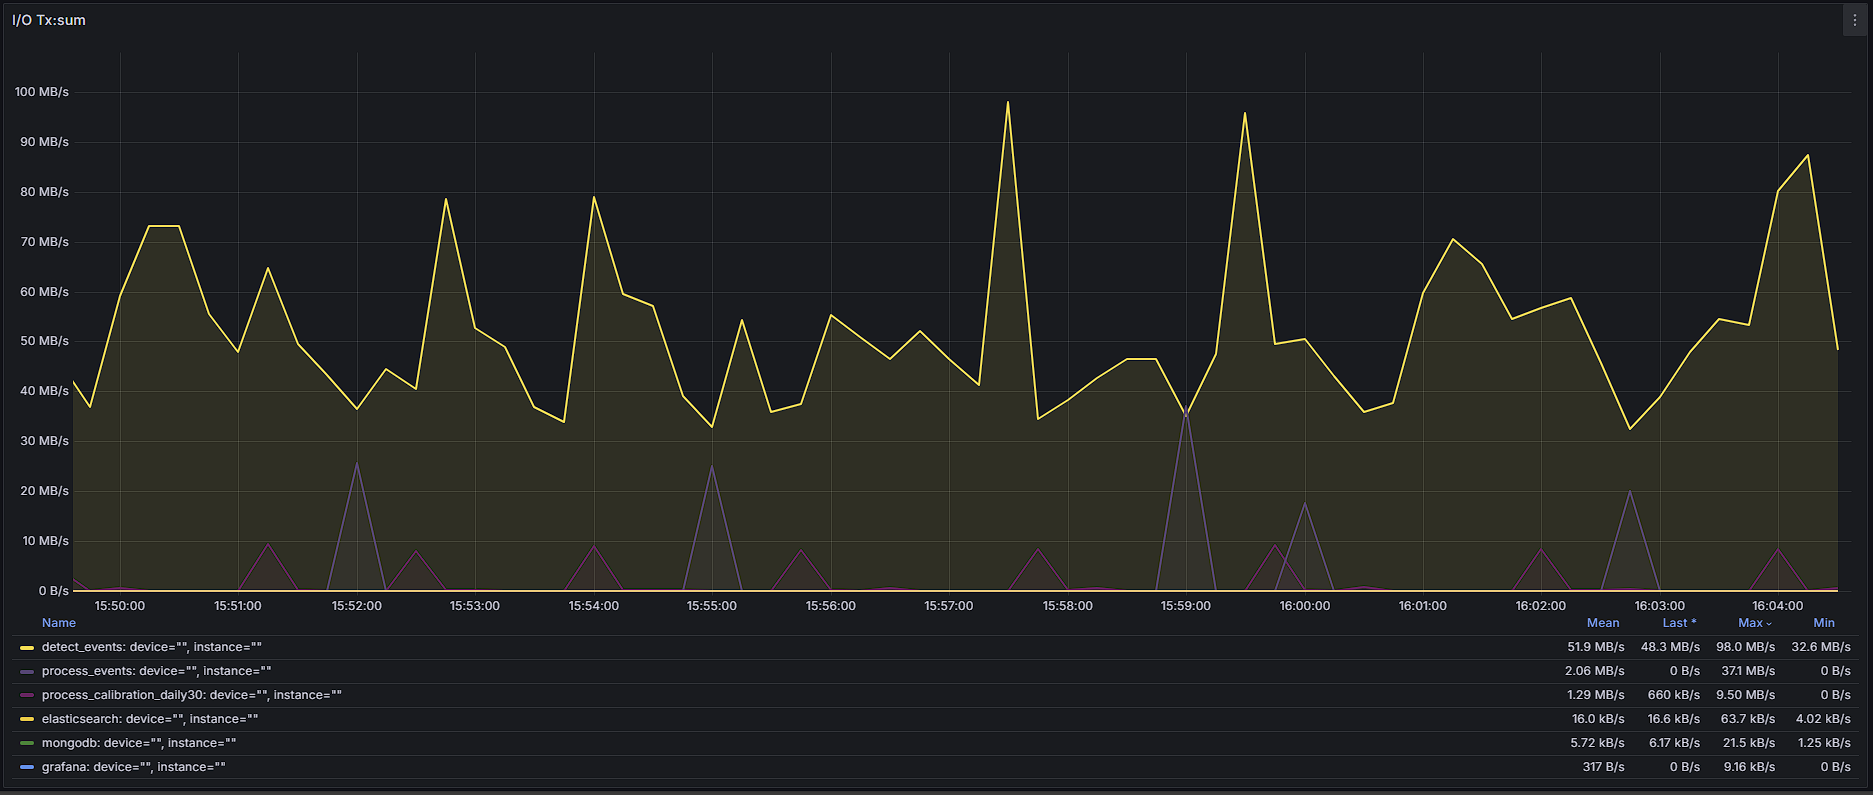 I/O Tx:sum
100 MB/s
90 MB/s
80 MB/s
70 MB/s
60 MB/s
50 MB/s
40 MB/s
30 MB/s
20 MB/s
10 MB/s
0 B/s
15:50:00 15:51:00 15:52:00 15:53:00 15:54:00 15:55:00 15:56:00 15:57:00 15:58:00 15:59:00 16:00:00 16:01:00 16:02:00 16:03:00 16:04:00
Name Mean Last * Max Min
detect_events: device="", instance="" 51.9 MB/s 48.3 MB/s 98.0 MB/s 32.6 MB/s
process_events: device="", instance="" 2.06 MB/s 0 B/s 37.1 MB/s 0 B/s
process_calibration_daily30: device="", instance="" 1.29 MB/s 660 kB/s 9.50 MB/s 0 B/s
elasticsearch: device="", instance="" 16.0 kB/s 16.6 kB/s 63.7 kB/s 4.02 kB/s
mongodb: device="", instance="" 5.72 kB/s 6.17 kB/s 21.5 kB/s 1.25 kB/s
grafana: device="", instance="" 317 B/s 0 B/s 9.16 kB/s 0 B/s